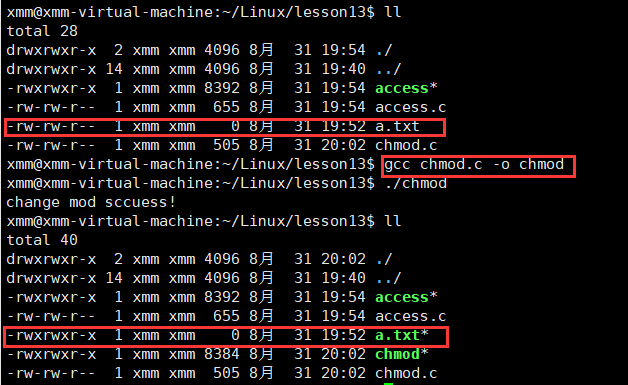 xmm@xmm-virtual-machine:~/Linux/lesson13$ ll
total 28
drwxrwxr-x  2 xmm xmm 4096 8月  31 19:54 ./
drwxrwxr-x 14 xmm xmm 4096 8月  31 19:40 ../
-rwxrwxr-x  1 xmm xmm 8392 8月  31 19:54 access*
-rw-rw-r--  1 xmm xmm  655 8月  31 19:54 access.c
-rw-rw-r--  1 xmm xmm    0 8月  31 19:52 a.txt
-rw-rw-r--  1 xmm xmm  505 8月  31 20:02 chmod.c
xmm@xmm-virtual-machine:~/Linux/lesson13$ gcc chmod.c -o chmod
xmm@xmm-virtual-machine:~/Linux/lesson13$ ./chmod
change mod sccuess!
xmm@xmm-virtual-machine:~/Linux/lesson13$ ll
total 40
drwxrwxr-x  2 xmm xmm 4096 8月  31 20:02 ./
drwxrwxr-x 14 xmm xmm 4096 8月  31 19:40 ../
-rwxrwxr-x  1 xmm xmm 8392 8月  31 19:54 access*
-rw-rw-r--  1 xmm xmm  655 8月  31 19:54 access.c
-rwxrwxr-x  1 xmm xmm    0 8月  31 19:52 a.txt*
-rwxrwxr-x  1 xmm xmm 8384 8月  31 20:02 chmod*
-rw-rw-r--  1 xmm xmm  505 8月  31 20:02 chmod.c